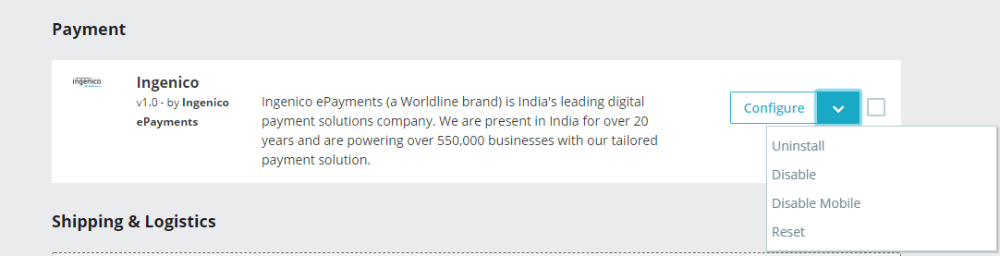 Payment
ingenico
Ingenico
v1.0 - by Ingenico
ePayments
Ingenico ePayments (a Worldline brand) is India's leading digital
payment solutions company. We are present in India for over 20
years and are powering over 550,000 businesses with our tailored
payment solution.
Configure
Uninstall
Disable
Disable Mobile
Reset
Shipping & Logistics